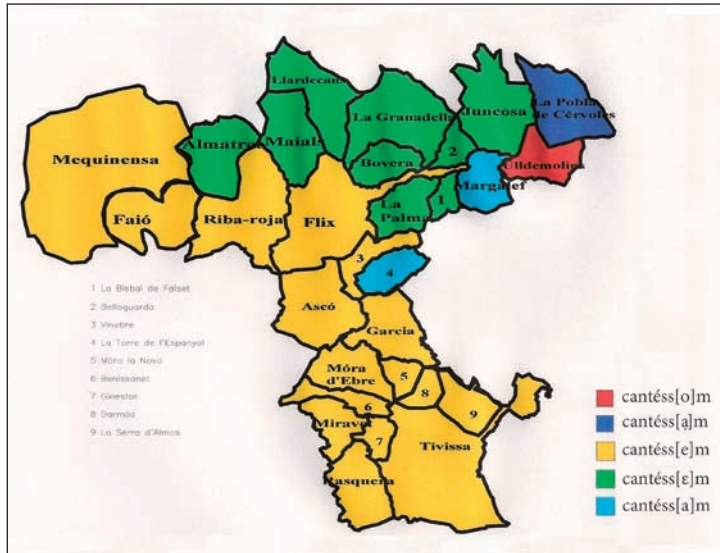 Llardecans
La Granadella
Juncosa
La Pobla
de Cérvoles
Almatret
Maials
2
Mequinensa
Bovera
Ulldemolins
Margalef
La
Palma
1
Faió
Riba-roja
Flix
3
4
1 La Bisbal de Falset
2 Bellaguarda
3 Vinebre
4 La Torre de l'Espanyol
5 Móra la Nova
6 Benissanet
7 Ginestar
8 Darmós
9 La Serra d'Almos
Ascó
Garcia
Móra
d'Ebre
5
8
6
9
Miravet
7
Tivissa
Rasquera
cantéss[o]m
cantéss[ạ]m
cantéss[e]m
cantéss[ɛ]m
cantéss[a]m